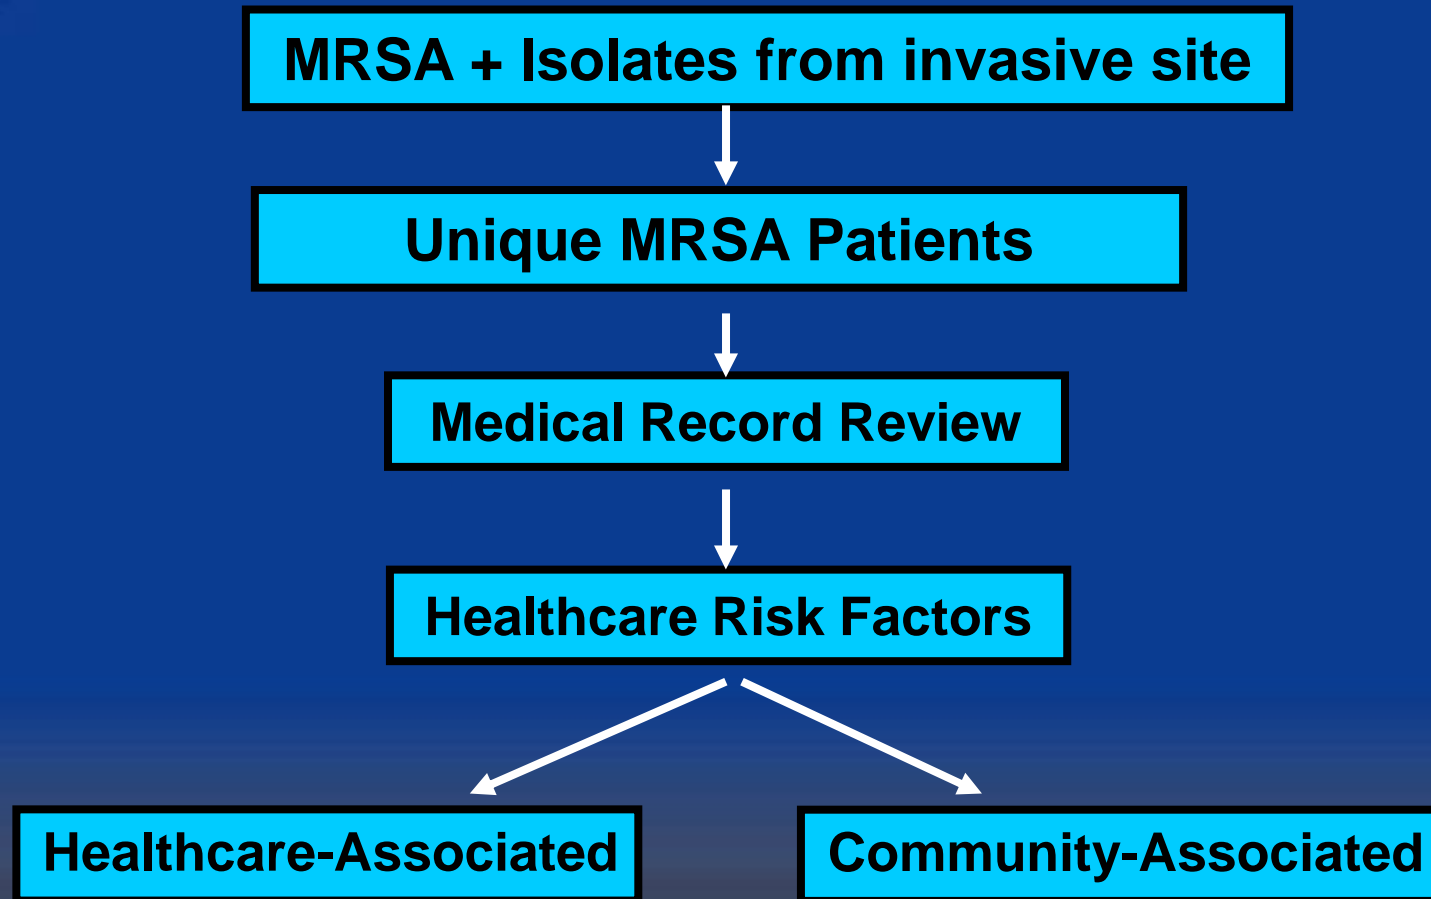 MRSA + Isolates from invasive site
Unique MRSA Patients
Medical Record Review
Healthcare Risk Factors
Healthcare-Associated
Community-Associated